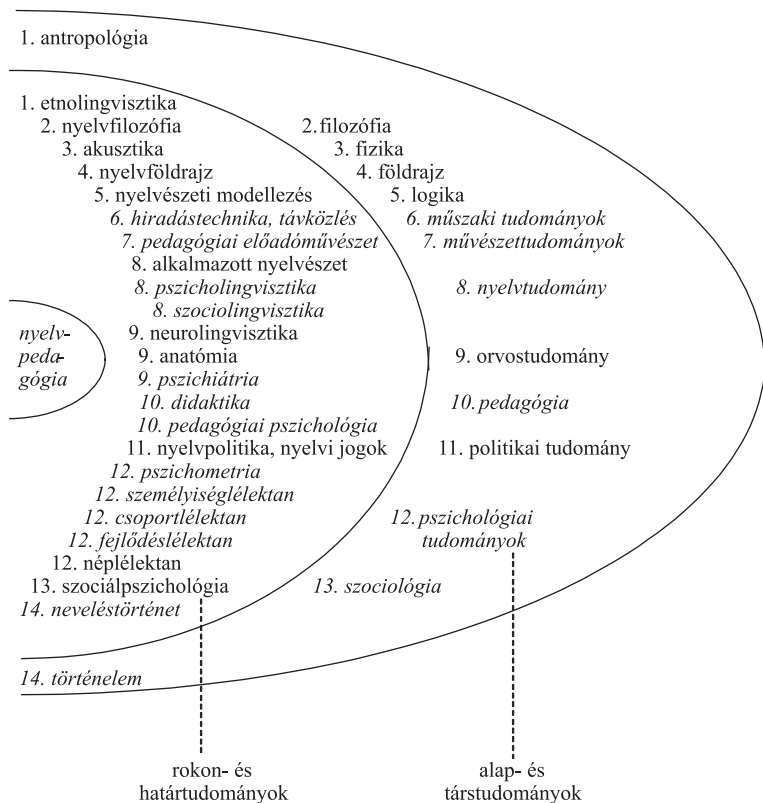 1. antropológia
1. etnolingvisztika
2. nyelvfilozófia 2.filozófia
3. akusztika 3. fizika
4. nyelvföldrajz 4. földrajz
5. nyelvészeti modellezés 5. logika
6. hiradástechnika, távközlés 6. műszaki tudományok
7. pedagógiai előadóművészet 7. művészettudományok
8. alkalmazott nyelvészet
8. pszicholingvisztika 8. nyelvtudomány
8. szociolingvisztika
nyelv- 9. neurolingvisztika
peda- 9. anatómia 9. orvostudomány
gógia 9. pszichiátria
10. didaktika 10. pedagógia
10. pedagógiai pszichológia
11. nyelvpolitika, nyelvi jogok 11. politikai tudomány
12. pszichometria
12. személyiséglélektan
12. csoportlélektan 12. pszichológiai
12. fejlődéslélektan tudományok
12. néplélektan
13. szociálpszichológia 13. szociológia
14. neveléstörténet
14. történelem
rokon- és alap- és
határtudományok társtudományok